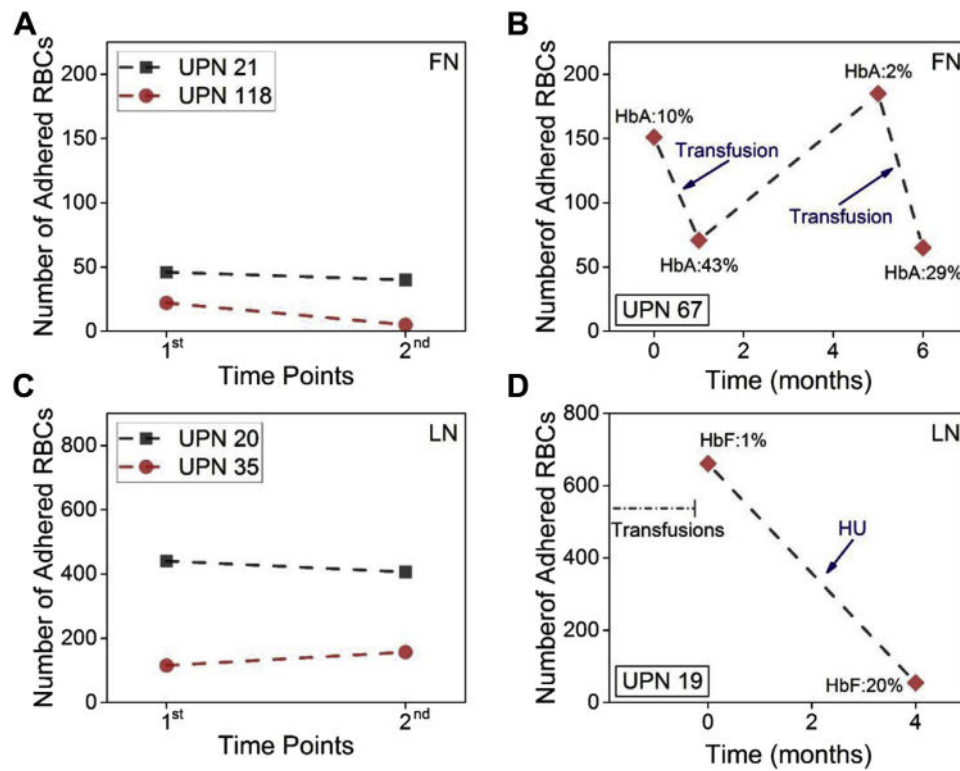 A
Number of Adhered RBCs
200
150
100
50
0
UPN 21
UPN 118
FN
1st
2nd
Time Points
B
Numberof Adhered RBCs
200
150
100
50
0
FN
HbA:10%
HbA:2%
Transfusion
Transfusion
HbA:43%
HbA:29%
UPN 67
0
2
4
6
Time (months)
C
Number of Adhered RBCs
800
600
400
200
0
UPN 20
UPN 35
LN
1st
2nd
Time Points
D
Numberof Adhered RBCs
800
600
400
200
0
LN
HbF:1%
Transfusions
HU
HbF:20%
UPN 19
0
2
4
Time (months)